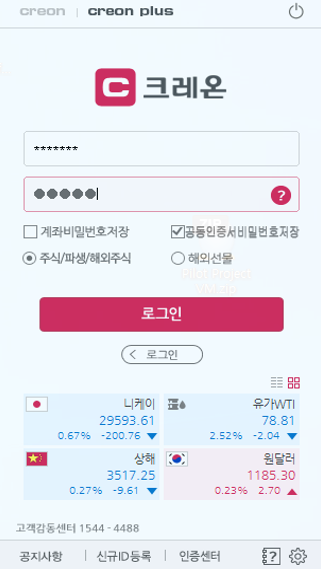 creon | creon plus
C 크레온
*******
●●●●●
?
계좌비밀번호저장 공동인증서비밀번호저장
주식/파생/해외주식 해외선물
로그인
< 로그인
니케이 유가WTI
29593.61 78.81
0.67% -200.76 ▼ 2.52% -2.04 ▼
상해 원달러
3517.25 1185.30
0.27% -9.61 ▼ 0.23% 2.70 ▲
고객감동센터 1544 - 4488
공지사항 | 신규ID등록 | 인증센터 ?